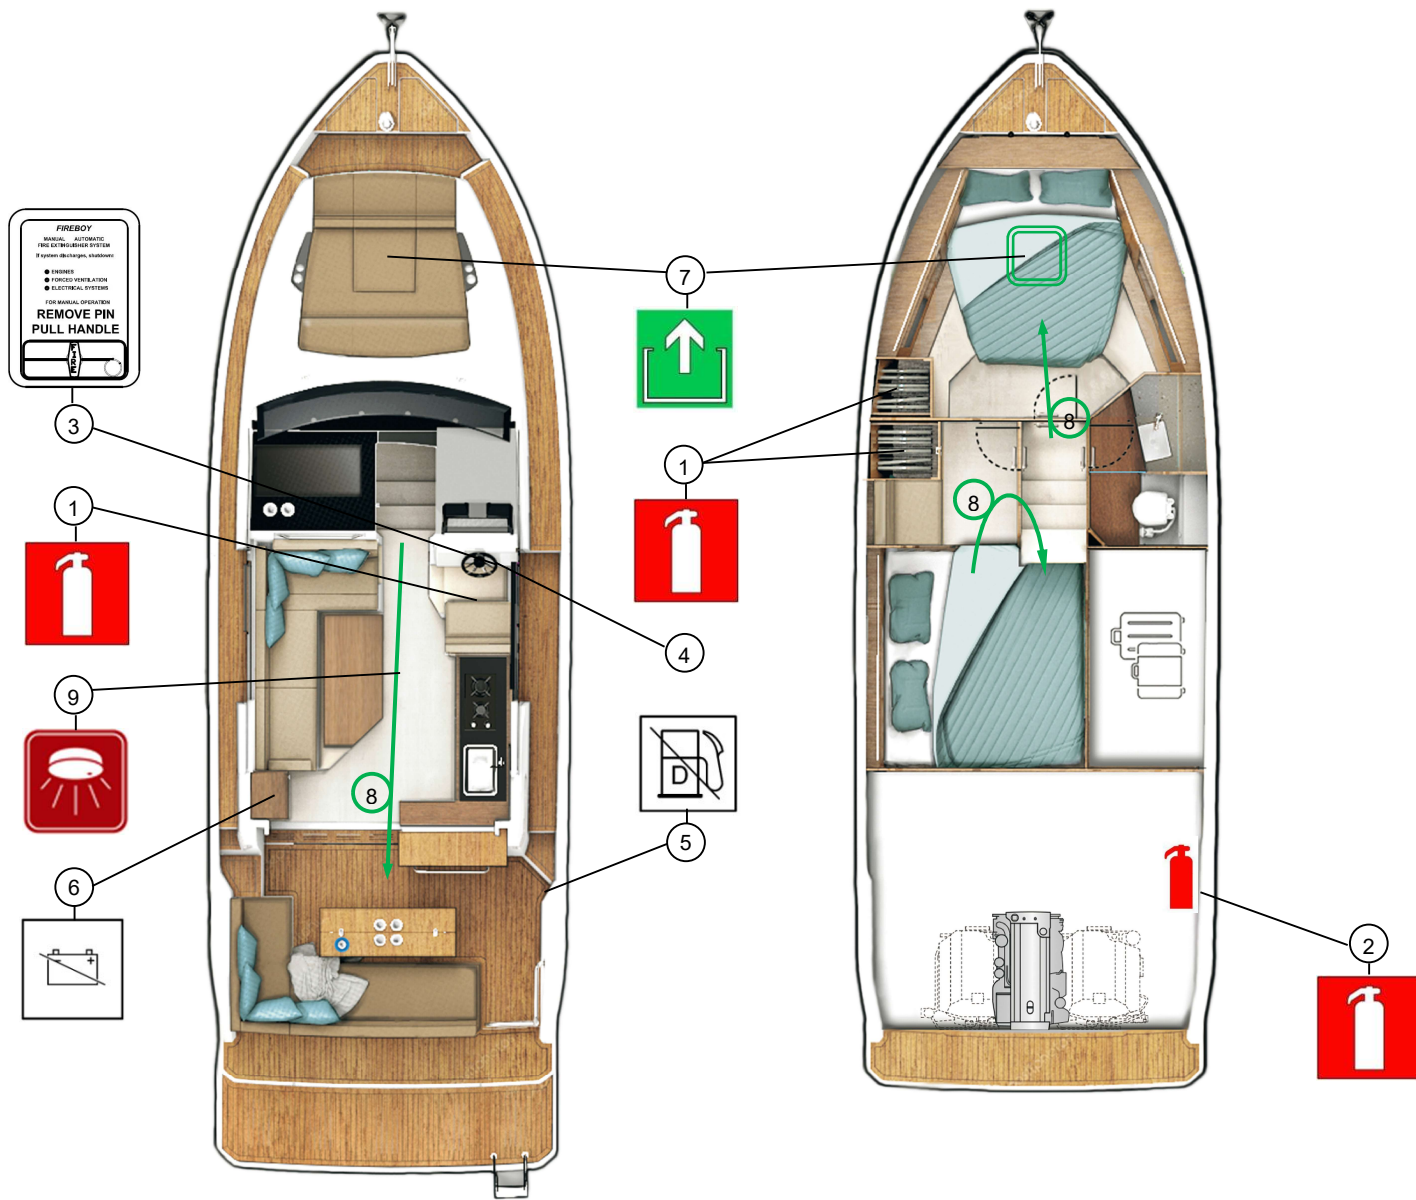 FIREBOY
MANUAL AUTOMATIC
FIRE EXTINGUISHER SYSTEM
If system discharges, shutdown:
● ENGINES
● FORCED VENTILATION
● ELECTRICAL SYSTEMS
FOR MANUAL OPERATION
REMOVE PIN
PULL HANDLE
FIRE
3
1
9
6
8
7
1
4
D
5
8
8
2